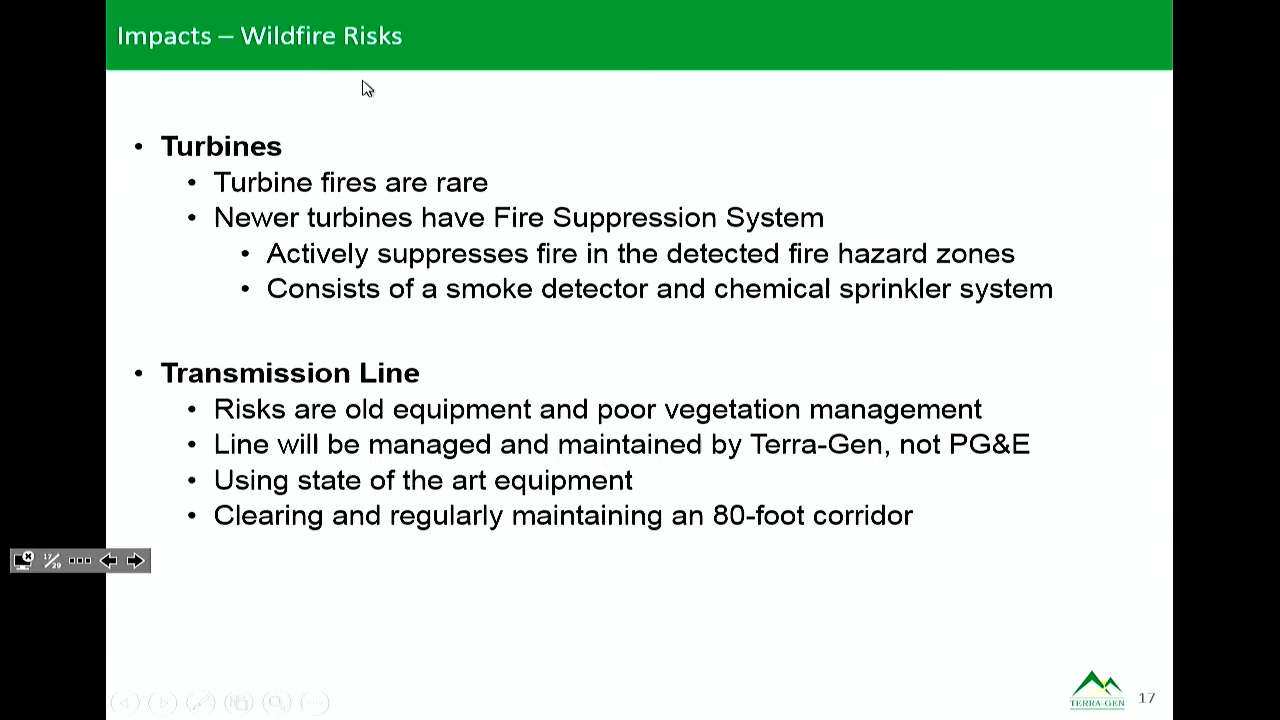 Impacts – Wildfire Risks
• Turbines
• Turbine fires are rare
• Newer turbines have Fire Suppression System
• Actively suppresses fire in the detected fire hazard zones
• Consists of a smoke detector and chemical sprinkler system
• Transmission Line
• Risks are old equipment and poor vegetation management
• Line will be managed and maintained by Terra-Gen, not PG&E
• Using state of the art equipment
• Clearing and regularly maintaining an 80-foot corridor
17/29
TERRA-GEN
17